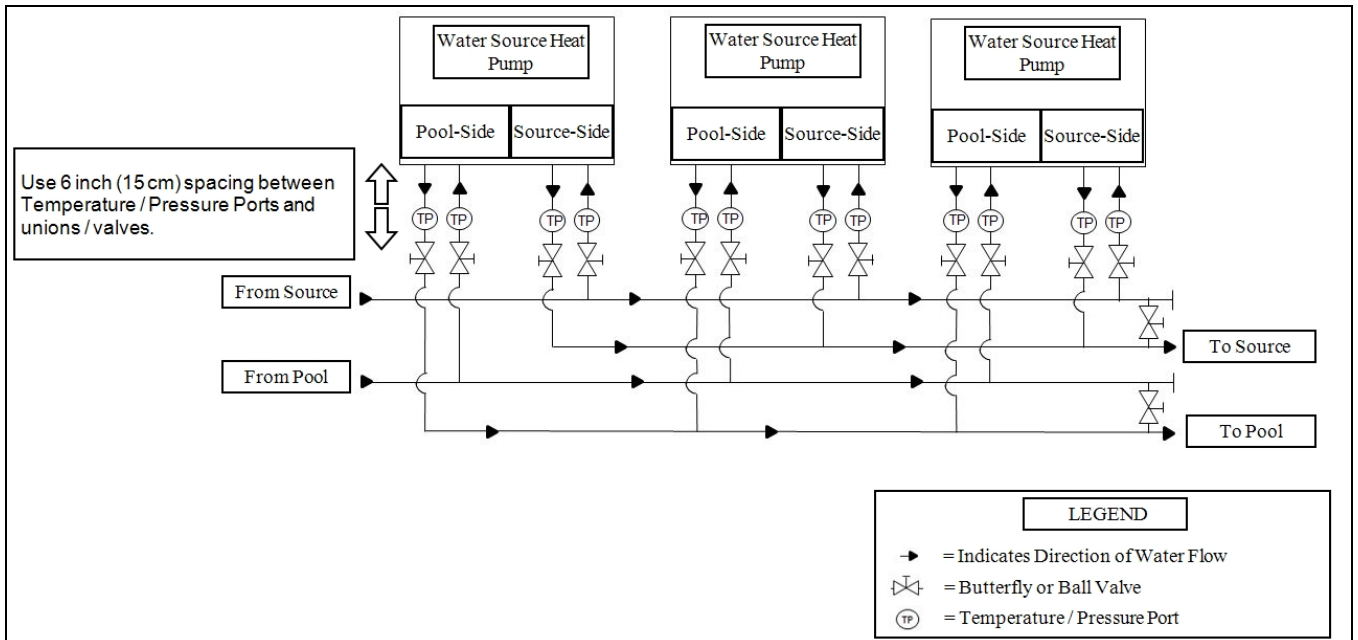 Water Source Heat
Pump
Water Source Heat
Pump
Water Source Heat
Pump
Pool-Side
Source-Side
Pool-Side
Source-Side
Pool-Side
Source-Side
Use 6 inch (15 cm) spacing between
Temperature / Pressure Ports and
unions / valves.
TP
TP
TP
TP
TP
TP
TP
TP
TP
TP
TP
TP
From Source
To Source
From Pool
To Pool
LEGEND
= Indicates Direction of Water Flow
= Butterfly or Ball Valve
TP = Temperature / Pressure Port